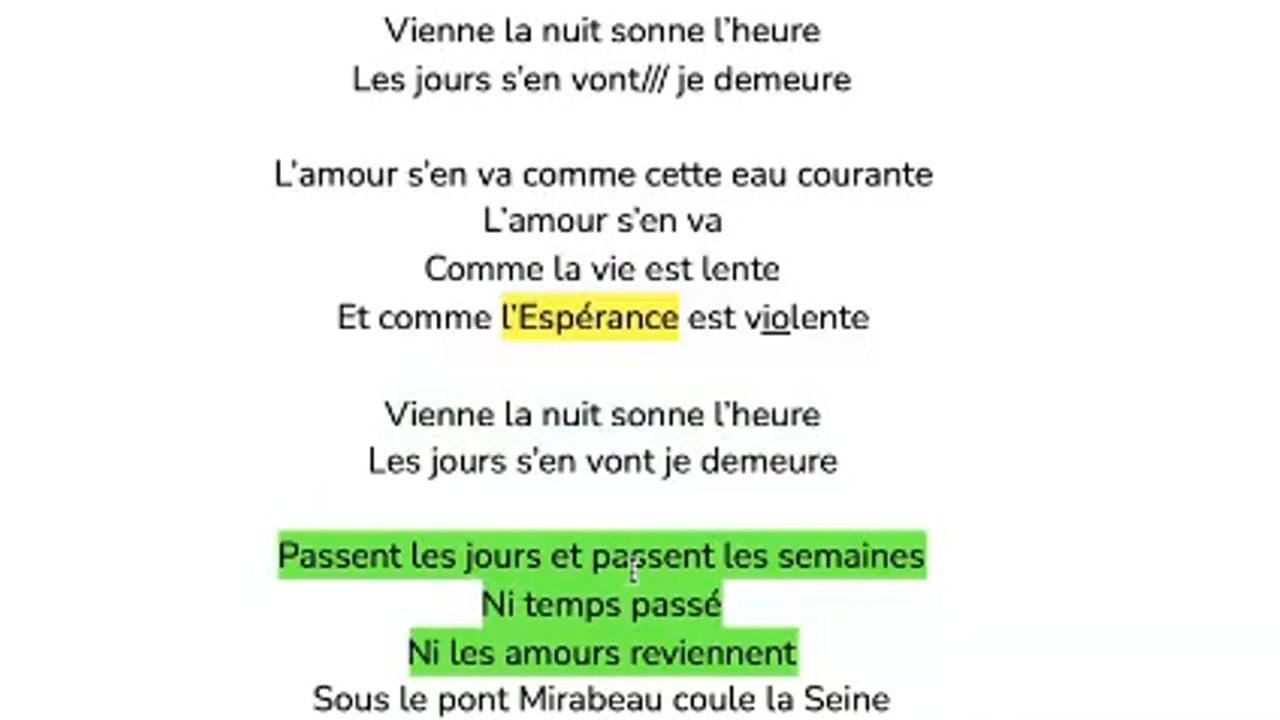 Vienne la nuit sonne l’heure
Les jours s’en vont/// je demeure
L’amour s’en va comme cette eau courante
L’amour s’en va
Comme la vie est lente
Et comme l’Espérance est violente
Vienne la nuit sonne l’heure
Les jours s’en vont je demeure
Passent les jours et passent les semaines
Ni temps passé
Ni les amours reviennent
Sous le pont Mirabeau coule la Seine